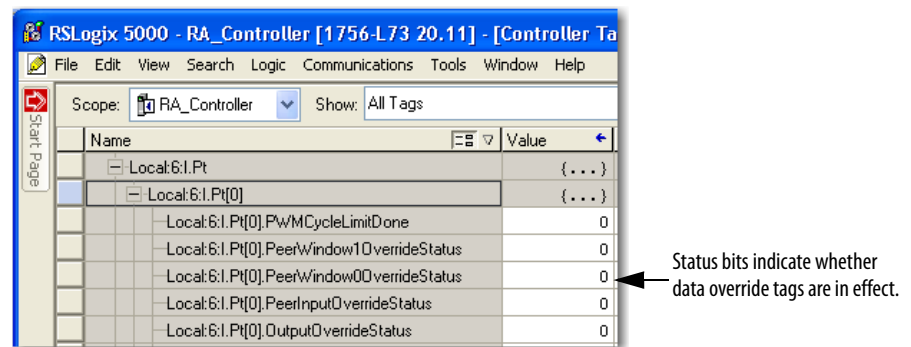 RSLogix 5000 - RA_Controller [1756-L73 20.11] - [Controller Ta
File Edit View Search Logic Communications Tools Window Help
Start Page
Scope: RA_Controller Show: All Tags
Name Value
Local:6:I.Pt {...}
Local:6:I.Pt[0] {...}
Local:6:I.Pt[0].PWMCycleLimitDone 0
Local:6:I.Pt[0].PeerWindow1OverrideStatus 0
Local:6:I.Pt[0].PeerWindow0OverrideStatus 0
Local:6:I.Pt[0].PeerInputOverrideStatus 0
Local:6:I.Pt[0].OutputOverrideStatus 0
Status bits indicate whether
data override tags are in effect.